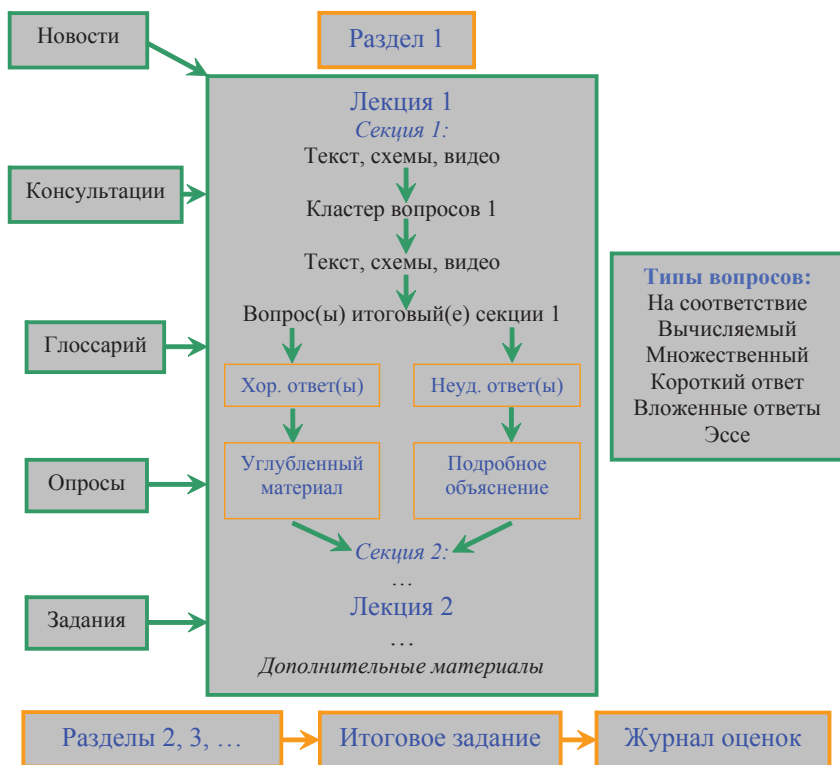 Новости
Раздел 1
Консультации
Глоссарий
Опросы
Задания
Лекция 1
Секция 1:
Текст, схемы, видео
Кластер вопросов 1
Текст, схемы, видео
Вопрос(ы) итоговый(е) секции 1
Хор. ответ(ы)
Неуд. ответ(ы)
Углубленный
материал
Подробное
объяснение
Секция 2:
…
Лекция 2
…
Дополнительные материалы
Типы вопросов:
На соответствие
Вычисляемый
Множественный
Короткий ответ
Вложенные ответы
Эссе
Разделы 2, 3, …
Итоговое задание
Журнал оценок